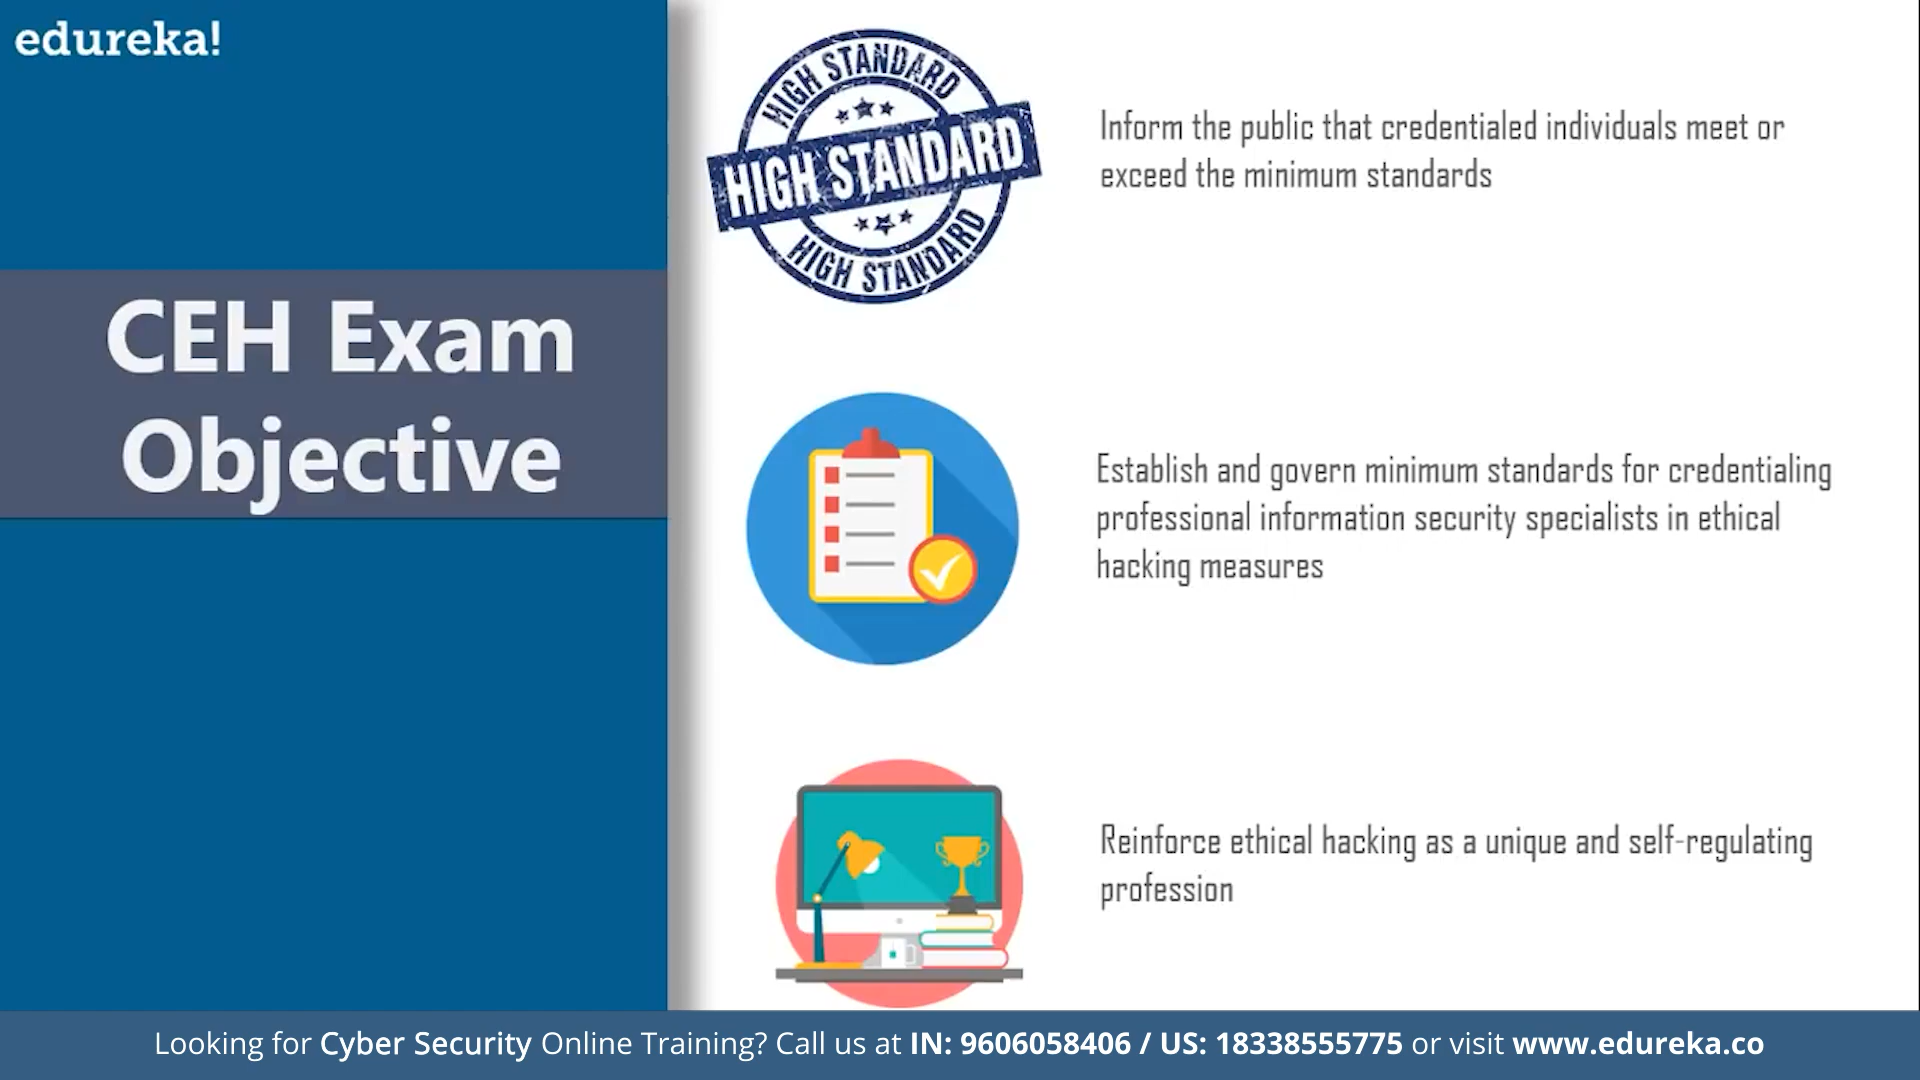 edureka!
CEH Exam
Objective
HIGH STANDARD
HIGH STANDARD
HIGH STANDARD
Inform the public that credentialed individuals meet or
exceed the minimum standards
Establish and govern minimum standards for credentialing
professional information security specialists in ethical
hacking measures
Reinforce ethical hacking as a unique and self-regulating
profession
Looking for Cyber Security Online Training? Call us at IN: 9606058406 / US: 18338555775 or visit www.edureka.co